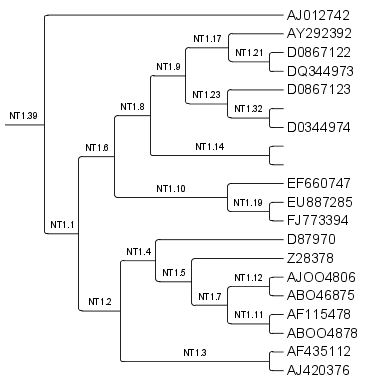 AJ012742
NT1.17
AY292392
NT1.21
D0867122
NT1.9
DQ344973
NT1.23
D0867123
NT1.8
NT1.32
NT1.39
D0344974
NT1.6
NT1.14
NT1.10
EF660747
NT1.19
EU887285
FJ773394
NT1.1
D87970
NT1.4
Z28378
NT1.5
NT1.12
AJOO4806
ABO46875
NT1.7
NT1.11
AF115478
NT1.2
ABOO4878
NT1.3
AF435112
AJ420376